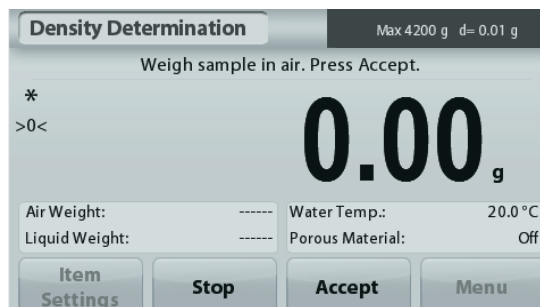 Density Determination
Max 4200 g d= 0.01 g
Weigh sample in air. Press Accept.
*
>0<
0.00 g
Air Weight: ------ Water Temp.: 20.0 °C
Liquid Weight: ------ Porous Material: Off
Item Settings Stop Accept Menu